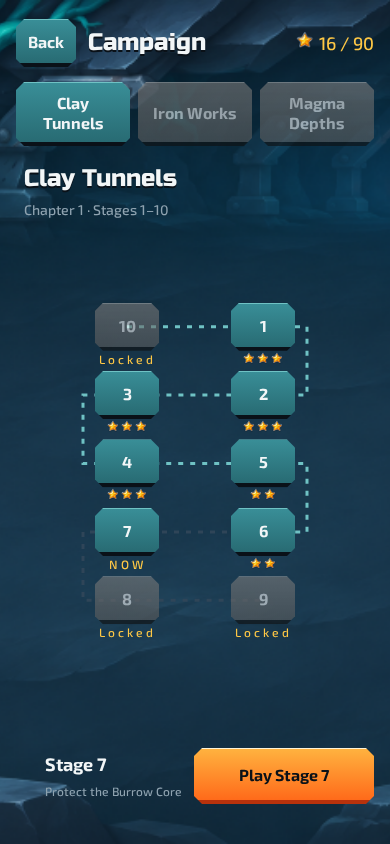 Back
Campaign
16 / 90
Clay
Tunnels
Iron Works
Magma
Depths
Clay Tunnels
Chapter 1 · Stages 1–10
10
1
Locked
3
2
4
5
7
6
NOW
8
9
Locked
Locked
Stage 7
Protect the Burrow Core
Play Stage 7